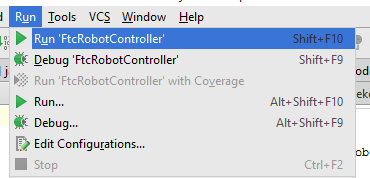 Run Tools VCS Window Help
Run 'FtcRobotController' Shift+F10
Debug 'FtcRobotController' Shift+F9
Run 'FtcRobotController' with Coverage
Run... Alt+Shift+F10
Debug... Alt+Shift+F9
Edit Configurations...
Stop Ctrl+F2